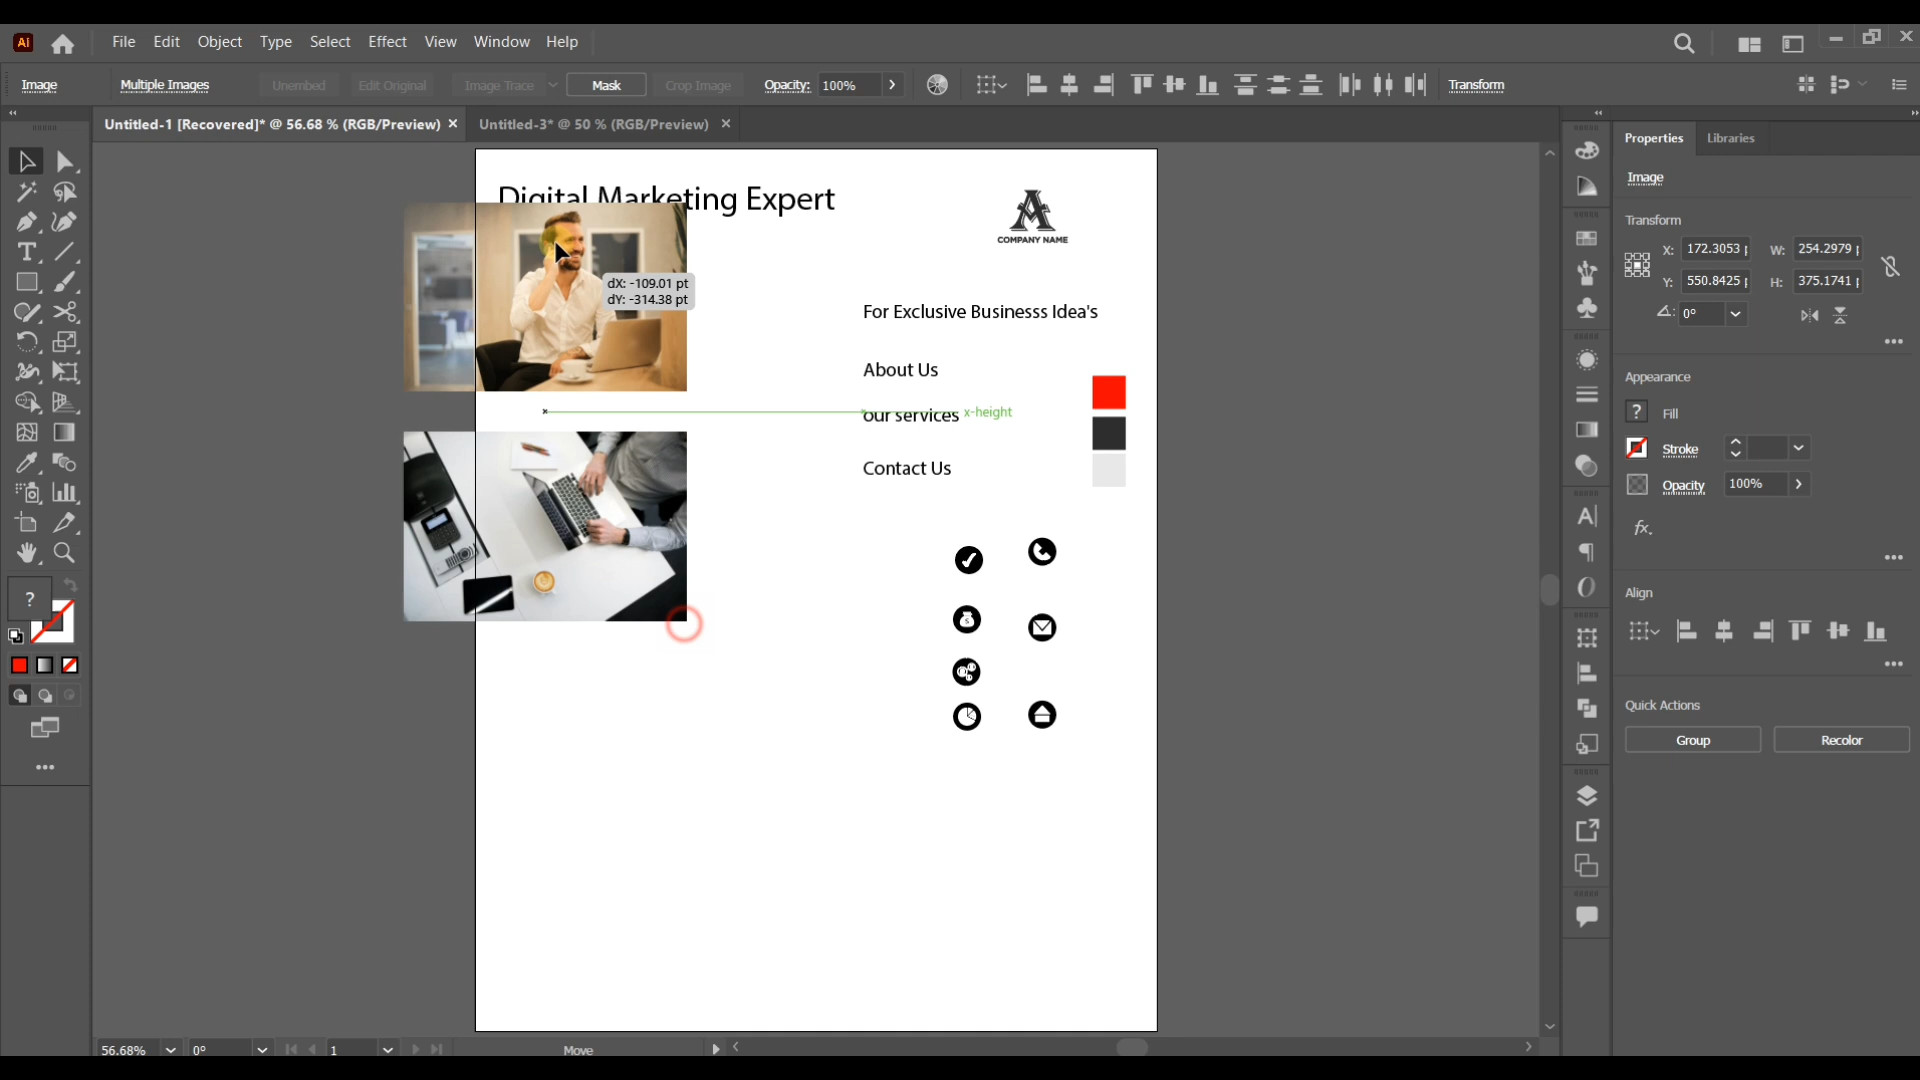 Ai
File Edit Object Type Select Effect View Window Help
Image
Multiple Images
Unembed
Edit Original
Image Trace
Mask
Crop Image
Opacity: 100%
Transform
Untitled-1 [Recovered]* @ 56.68 % (RGB/Preview) ×
Untitled-3* @ 50 % (RGB/Preview) ×
Digital Marketing Expert
A
COMPANY NAME
dX: -109.01 pt
dY: -314.38 pt
For Exclusive Businesss Idea's
About Us
our services
x-height
Contact Us
Properties
Libraries
Image
Transform
X: 172.3053
W: 254.2979
Y: 550.8425
H: 375.1741
0°
Appearance
? Fill
Stroke
Opacity 100%
fx.
Align
Quick Actions
Group
Recolor
?
56.68%
0°
1
Move